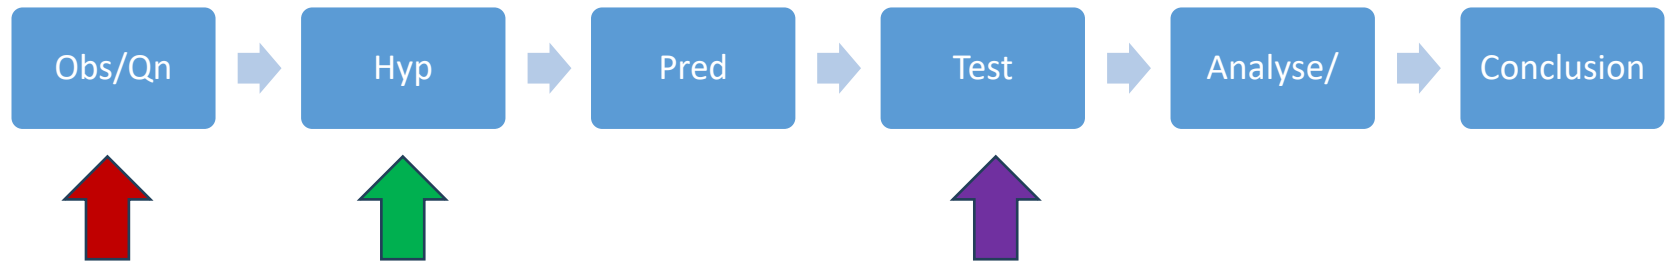 Obs/Qn
Hyp
Pred
Test
Analyse/
Conclusion